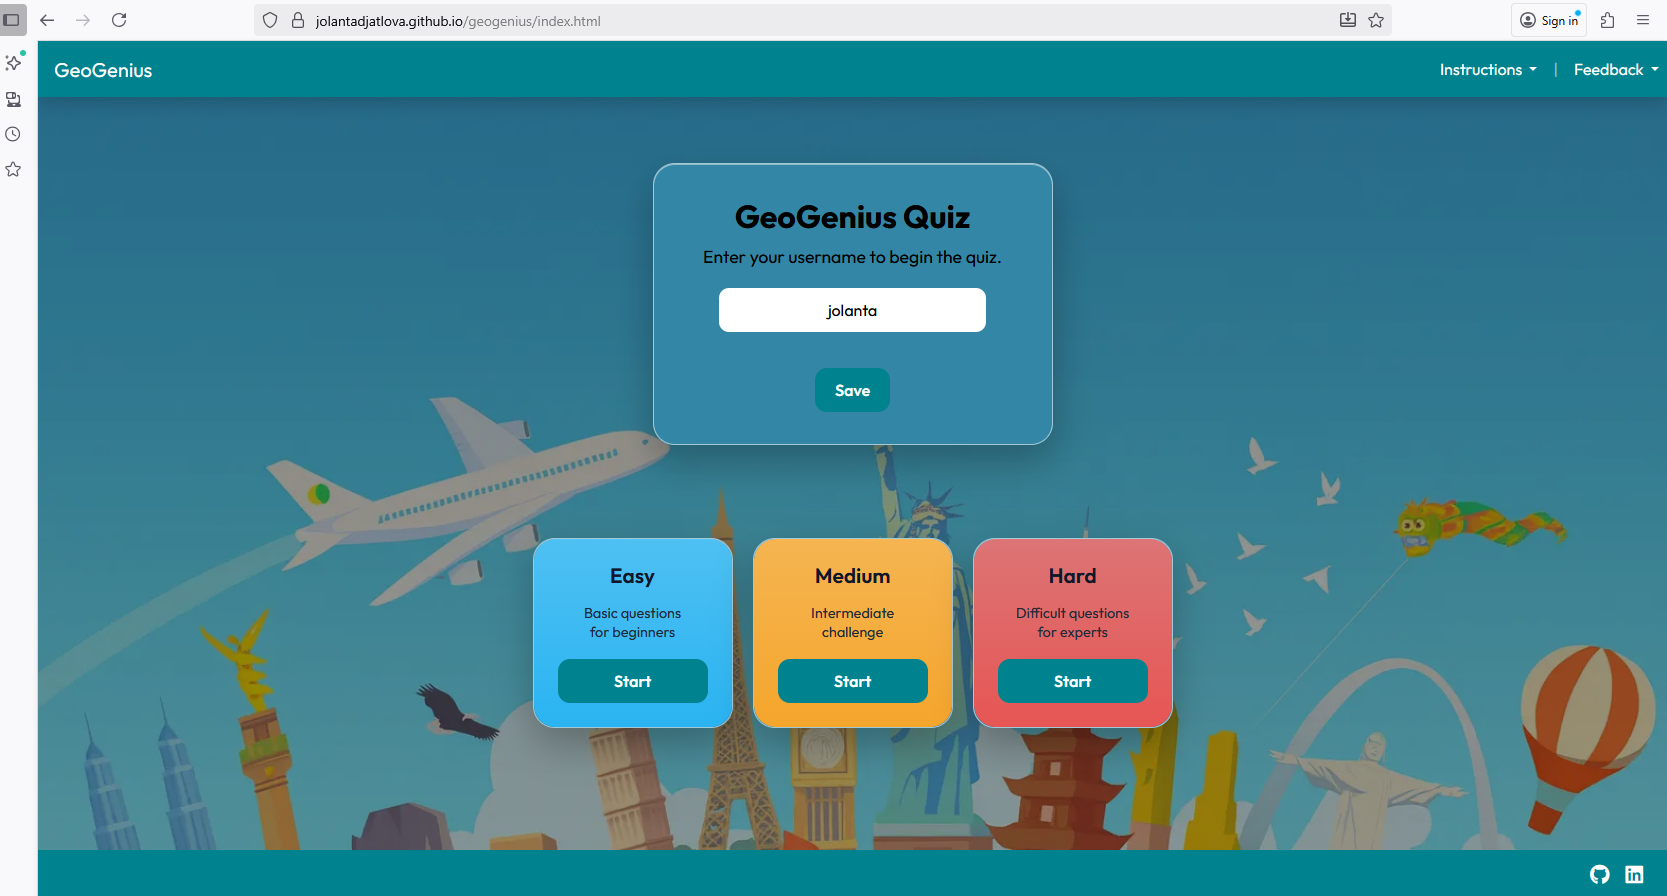 jolantadjatlova.github.io/geogenius/index.html
Sign in
GeoGenius
Instructions
|
Feedback
GeoGenius Quiz
Enter your username to begin the quiz.
jolanta
Save
Easy
Basic questions
for beginners
Start
Medium
Intermediate
challenge
Start
Hard
Difficult questions
for experts
Start